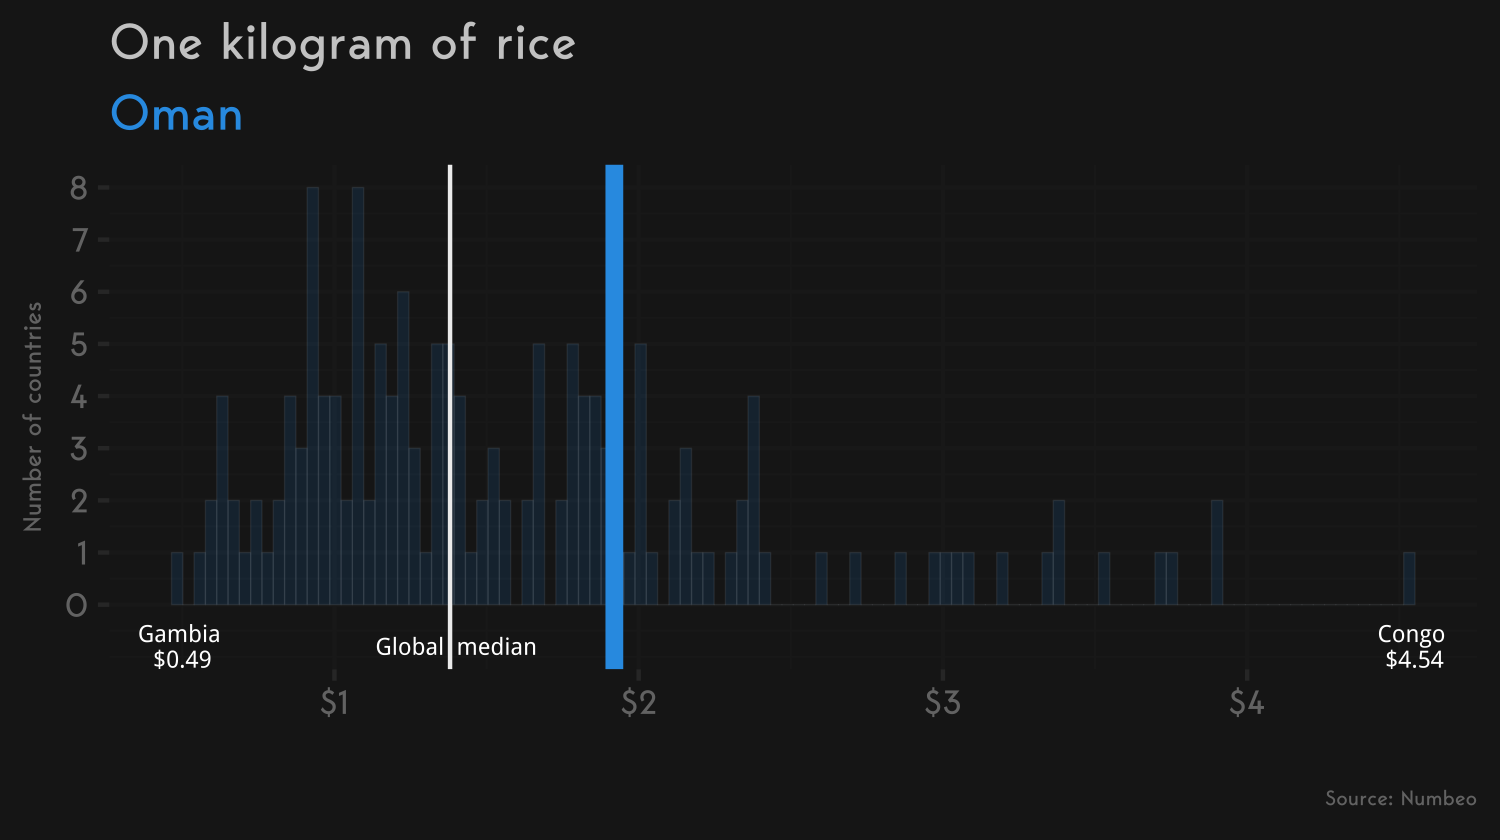 One kilogram of rice
Oman
Number of countries
8
7
6
5
4
3
2
1
0
Gambia
$0.49
Global median
Congo
$4.54
$1 $2 $3 $4
Source: Numbeo